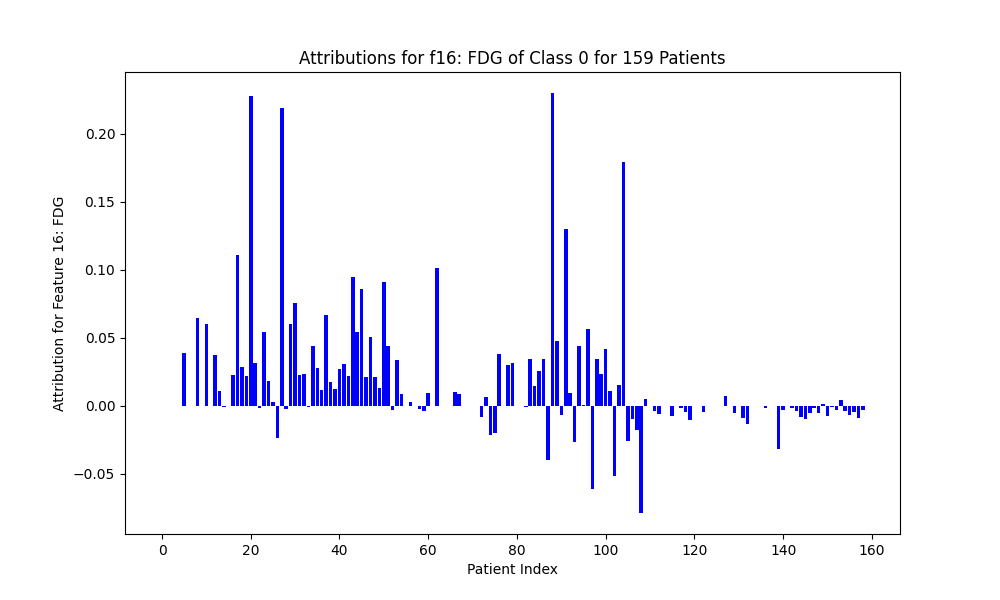 Attributions for f16: FDG of Class 0 for 159 Patients
Attribution for Feature 16: FDG
0.20
0.15
0.10
0.05
0.00
−0.05
0 20 40 60 80 100 120 140 160
Patient Index